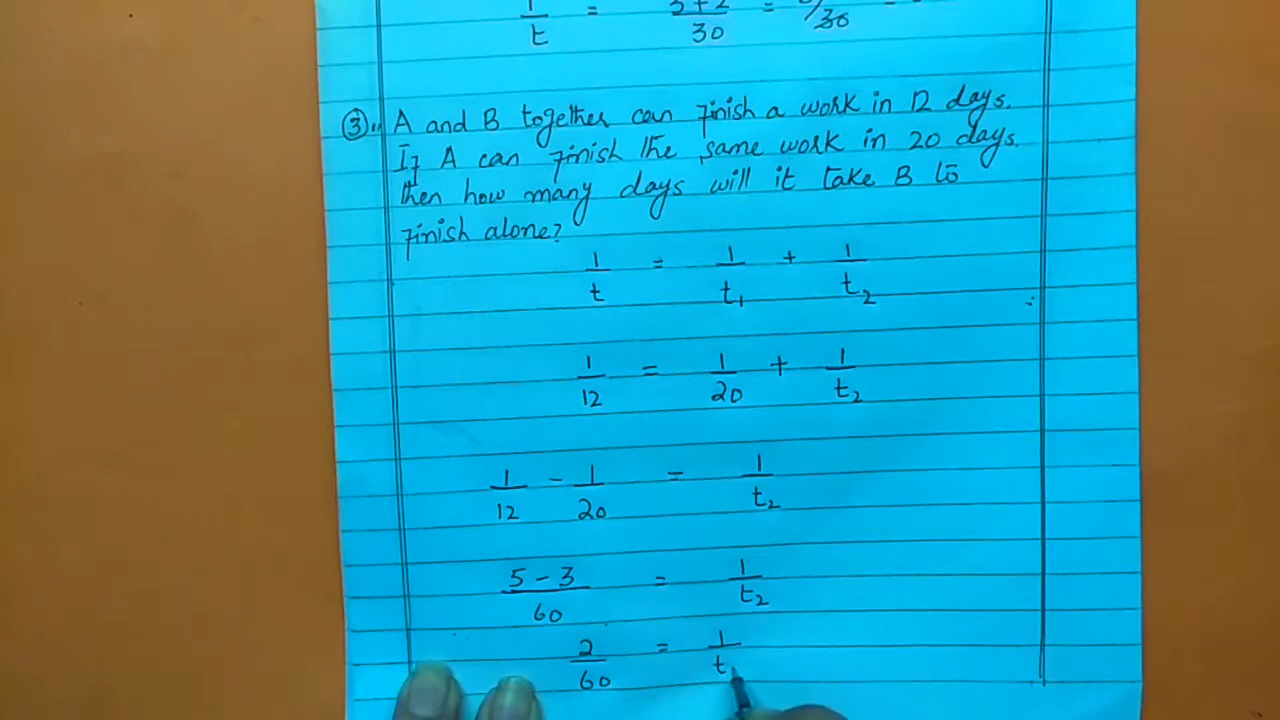 1/t = 3+2/30 = /30
③ A and B together can finish a work in 12 days.
If A can finish the same work in 20 days.
then how many days will it take B to
finish alone?
1/t = 1/t₁ + 1/t₂
1/12 = 1/20 + 1/t₂
1/12 - 1/20 = 1/t₂
5-3/60 = 1/t₂
2/60 = 1/t